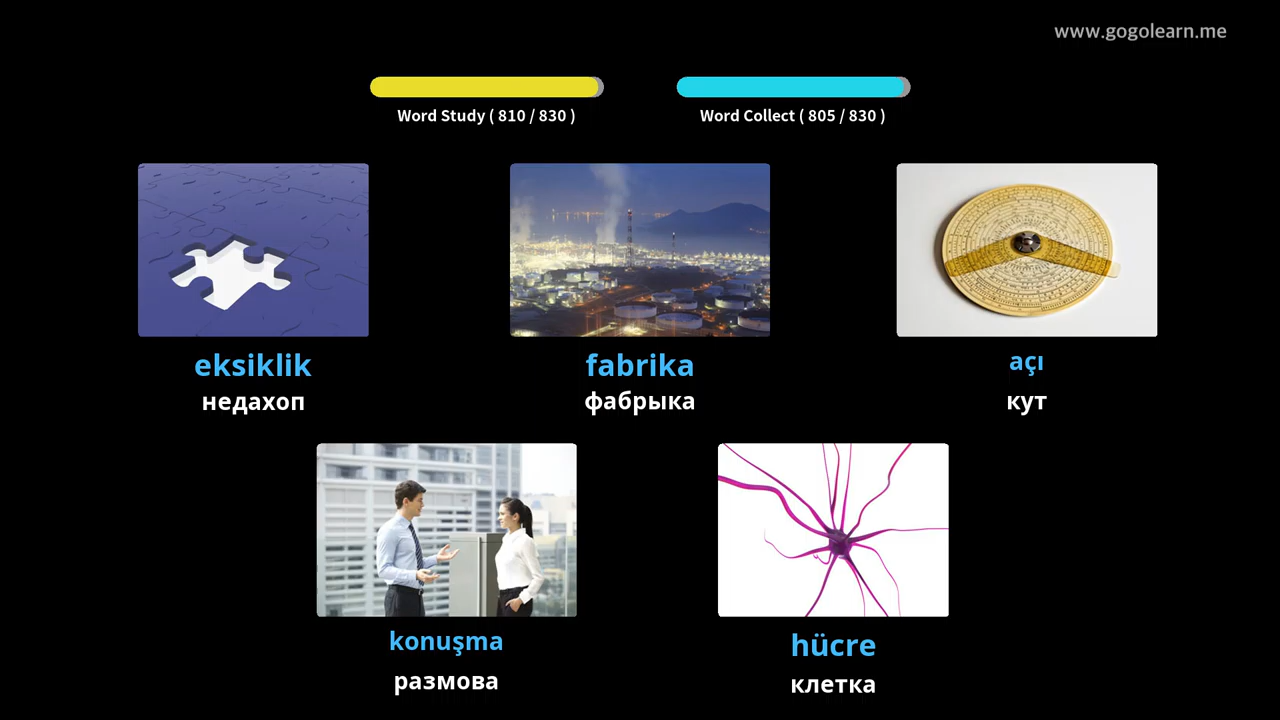 www.gogolearn.me
Word Study ( 810 / 830 )
Word Collect ( 805 / 830 )
eksiklik
недахоп
fabrika
фабрыка
açı
кут
konuşma
размова
hücre
клетка